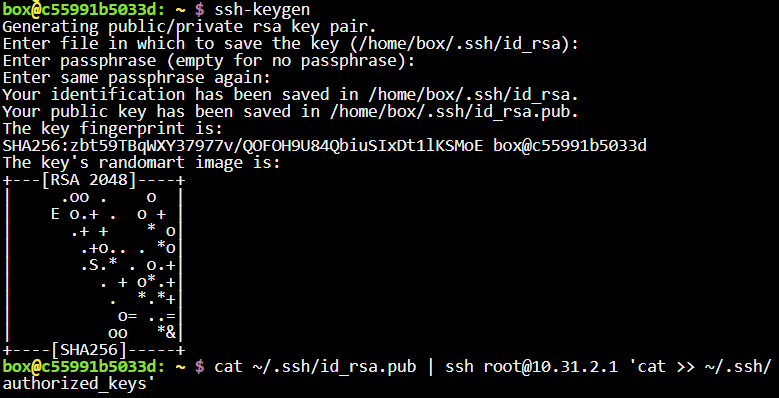 box@c55991b5033d: ~ $ ssh-keygen
Generating public/private rsa key pair.
Enter file in which to save the key (/home/box/.ssh/id_rsa):
Enter passphrase (empty for no passphrase):
Enter same passphrase again:
Your identification has been saved in /home/box/.ssh/id_rsa.
Your public key has been saved in /home/box/.ssh/id_rsa.pub.
The key fingerprint is:
SHA256:zbt59TBqWXY37977v/QOFOH9U84QbiuSIxDt1lKSMoE box@c55991b5033d
The key's randomart image is:
+---[RSA 2048]----+
|     .oo .    o  |
|    E o.+ .  o + |
|      .+ +    * o|
|       .+o.. . *o|
|       .S.* . o.+|
|         . + o*.+|
|          .  *.*+|
|           o= ..=|
|          oo   *&|
+----[SHA256]-----+
box@c55991b5033d: ~ $ cat ~/.ssh/id_rsa.pub | ssh root@10.31.2.1 'cat >> ~/.ssh/
authorized_keys'